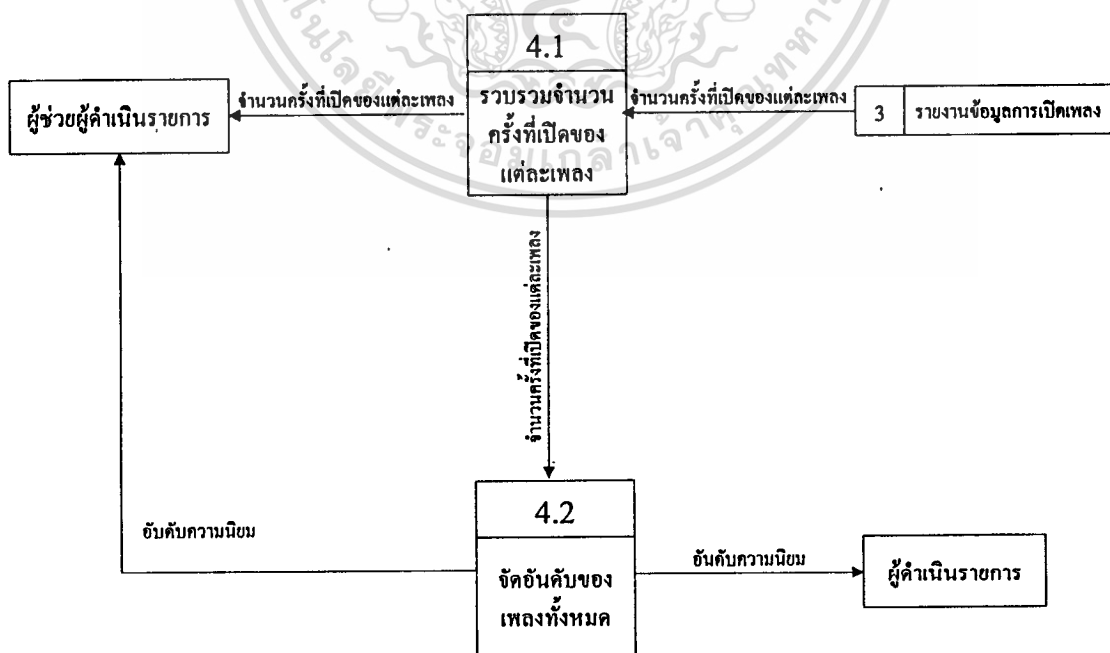 4.1
ผู้ช่วยผู้ดำเนินรายการ
จำนวนครั้งที่เปิดของแต่ละเพลง
รวบรวมจำนวน
ครั้งที่เปิดของ
แต่ละเพลง
จำนวนครั้งที่เปิดของแต่ละเพลง
3
รายงานข้อมูลการเปิดเพลง
จำนวนครั้งที่เปิดของแต่ละเพลง
4.2
จัดอันดับของ
เพลงทั้งหมด
อับดับความนิยม
อันดับความนิยม
ผู้ดำเนินรายการ